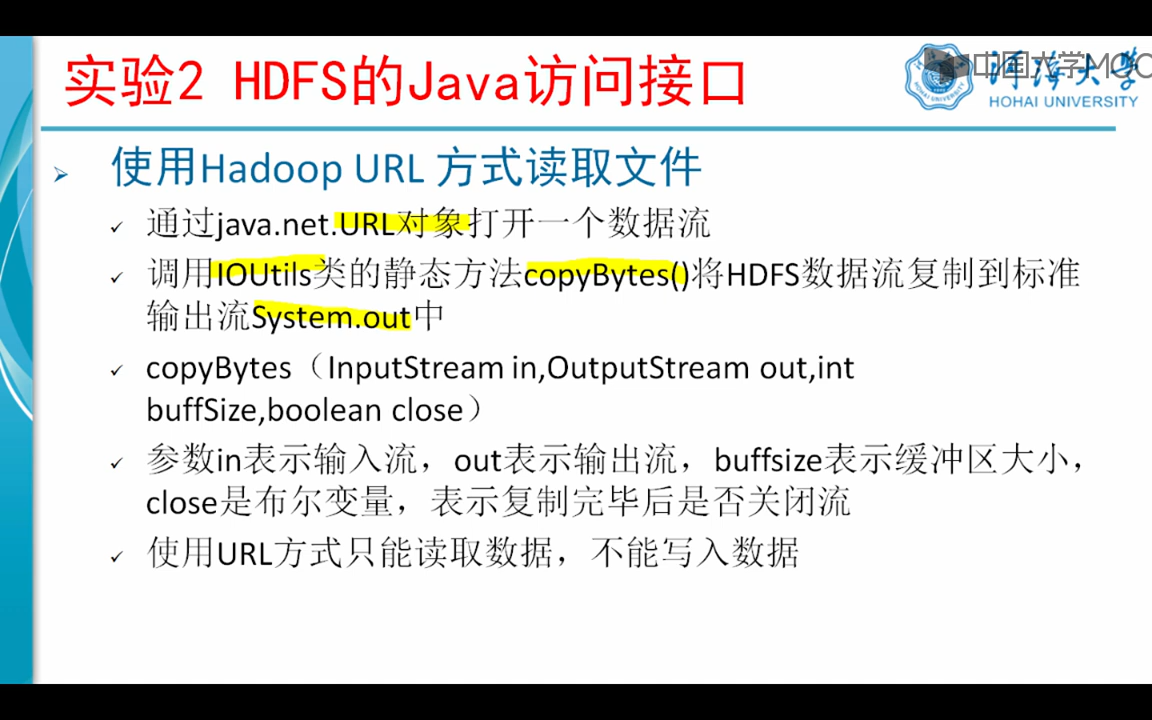 实验2 HDFS的Java访问接口
中国大学MOOC
河海大学
HOHAI UNIVERSITY
使用Hadoop URL 方式读取文件
通过java.net.URL对象打开一个数据流
调用IOUtils类的静态方法copyBytes()将HDFS数据流复制到标准
输出流System.out中
copyBytes（InputStream in,OutputStream out,int
buffSize,boolean close）
参数in表示输入流，out表示输出流，buffsize表示缓冲区大小，
close是布尔变量，表示复制完毕后是否关闭流
使用URL方式只能读取数据，不能写入数据